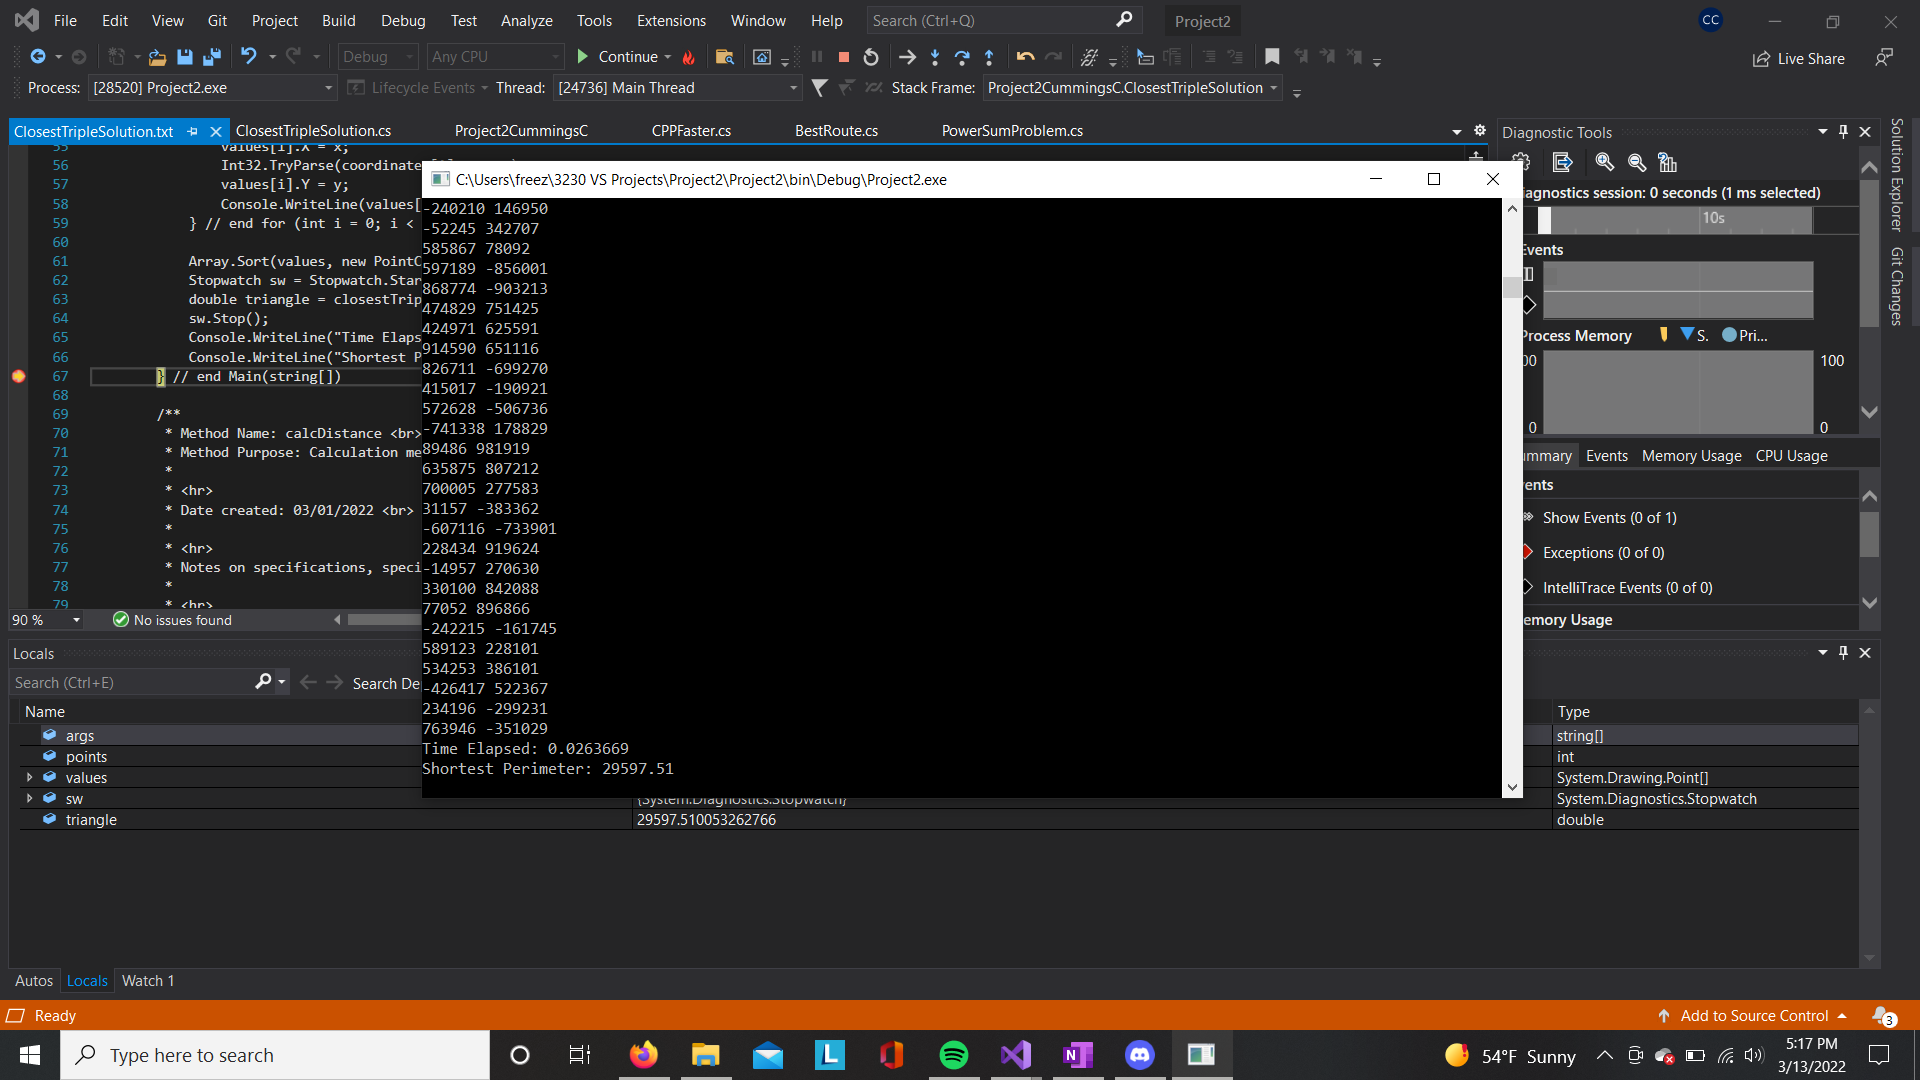 File Edit View Git Project Build Debug Test Analyze Tools Extensions Window Help Search (Ctrl+Q) Project2 CC
Debug Any CPU Continue Live Share
Process: [28520] Project2.exe Lifecycle Events Thread: [24736] Main Thread Stack Frame: Project2CummingsC.ClosestTripleSolution
ClosestTripleSolution.txt ClosestTripleSolution.cs Project2CummingsC CPPFaster.cs BestRoute.cs PowerSumProblem.cs
55 values[i].X = x;
56 Int32.TryParse(coordinate
57 values[i].Y = y;
58 Console.WriteLine(values[
59 } // end for (int i = 0; i <
60
61 Array.Sort(values, new PointC
62 Stopwatch sw = Stopwatch.Star
63 double triangle = closestTrip
64 sw.Stop();
65 Console.WriteLine("Time Elaps
66 Console.WriteLine("Shortest P
67 } // end Main(string[])
68
69 /**
70 * Method Name: calcDistance <br>
71 * Method Purpose: Calculation me
72 *
73 * <hr>
74 * Date created: 03/01/2022 <br>
75 *
76 * <hr>
77 * Notes on specifications, speci
78 *
79 * <hr>
90 % No issues found
C:\Users\freez\3230 VS Projects\Project2\Project2\bin\Debug\Project2.exe
-240210 146950
-52245 342707
585867 78092
597189 -856001
868774 -903213
474829 751425
424971 625591
914590 651116
826711 -699270
415017 -190921
572628 -506736
-741338 178829
89486 981919
635875 807212
700005 277583
31157 -383362
-607116 -733901
228434 919624
-14957 270630
330100 842088
77052 896866
-242215 -161745
589123 228101
534253 386101
-426417 522367
234196 -299231
763946 -351029
Time Elapsed: 0.0263669
Shortest Perimeter: 29597.51
Diagnostic Tools
iagnostics session: 0 seconds (1 ms selected)
10s
Events
Process Memory S. Pri...
00 100
0 0
ummary Events Memory Usage CPU Usage
ents
Show Events (0 of 1)
Exceptions (0 of 0)
IntelliTrace Events (0 of 0)
emory Usage
Solution Explorer
Git Changes
Locals
Search (Ctrl+E) Search De
Name Type
args string[]
points int
values System.Drawing.Point[]
sw {System.Diagnostics.Stopwatch} System.Diagnostics.Stopwatch
triangle 29597.510053262766 double
Autos Locals Watch 1
Ready Add to Source Control 3
Type here to search 54°F Sunny 5:17 PM
3/13/2022